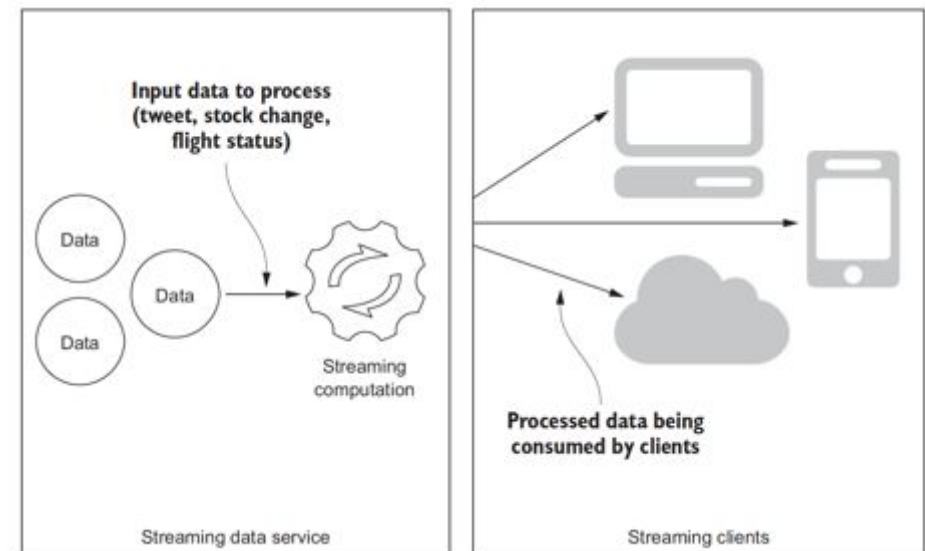 Input data to process
(tweet, stock change,
flight status)
Data
Data
Data
Streaming
computation
Streaming data service
Processed data being
consumed by clients
Streaming clients